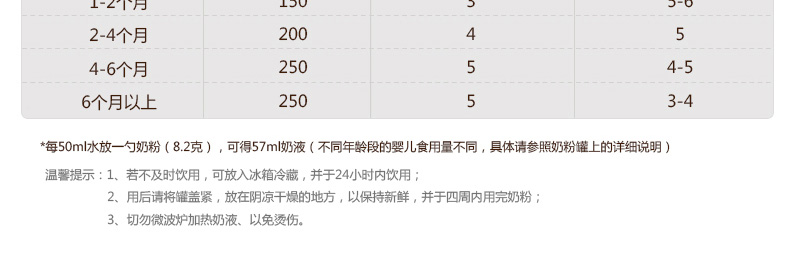 1-2个月 150 3 5-6
2-4个月 200 4 5
4-6个月 250 5 4-5
6个月以上 250 5 3-4
*每50ml水放一勺奶粉（8.2克），可得57ml奶液（不同年龄段的婴儿食用量不同，具体请参照奶粉罐上的详细说明）
温馨提示：1、若不及时饮用，可放入冰箱冷藏，并于24小时内饮用；
2、用后请将罐盖紧，放在阴凉干燥的地方，以保持新鲜，并于四周内用完奶粉；
3、切勿微波炉加热奶液、以免烫伤。